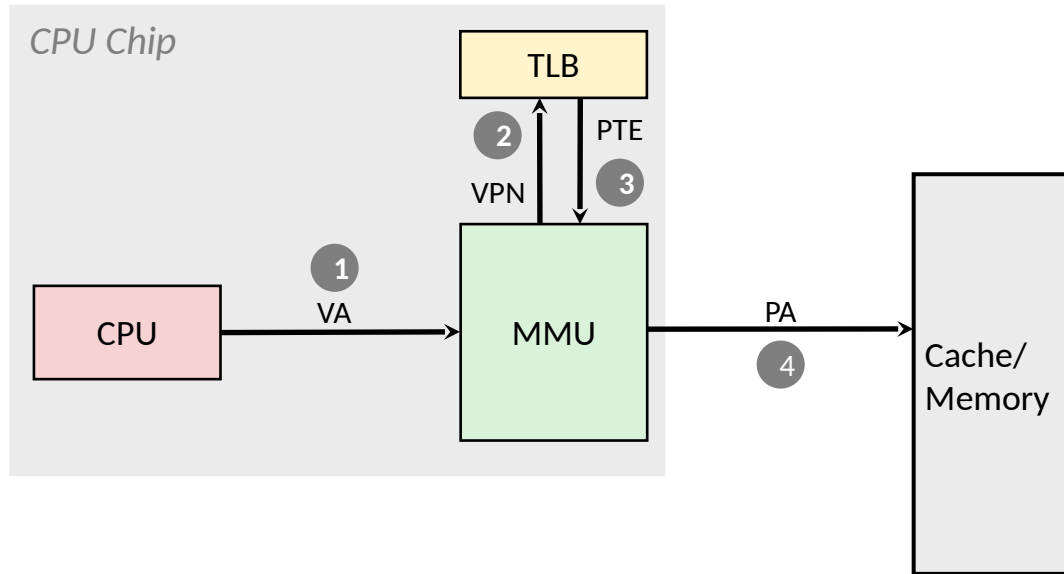 CPU Chip
TLB
2
PTE
VPN
3
1
VA
CPU
MMU
PA
4
Cache/
Memory